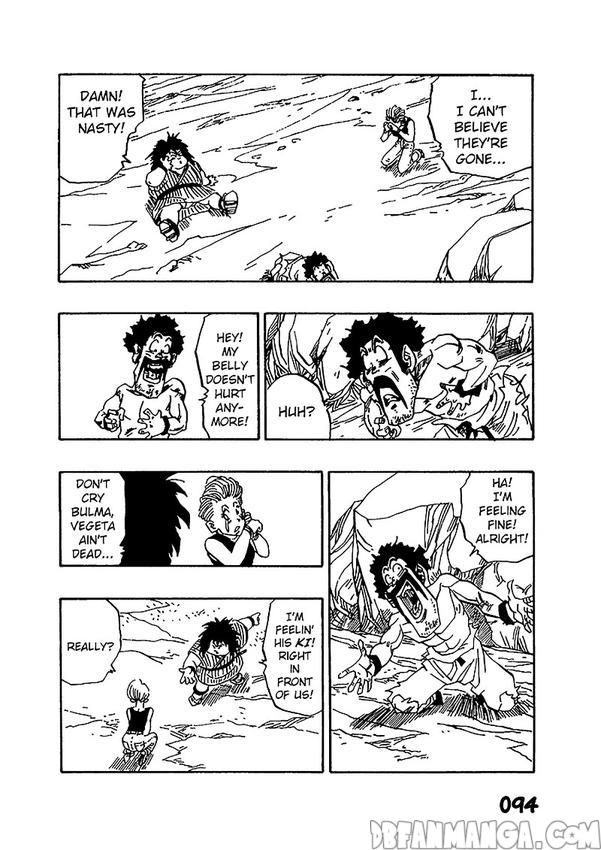 I...
I CAN'T
BELIEVE
THEY'RE
GONE...
DAMN!
THAT WAS
NASTY!
HUH?
HEY!
MY
BELLY
DOESN'T
HURT
ANY-
MORE!
HA!
I'M
FEELING
FINE!
ALRIGHT!
DON'T
CRY
BULMA,
VEGETA
AIN'T
DEAD...
I'M
FEELIN'
HIS KI!
RIGHT
IN
FRONT
OF US!
REALLY?
094
DBFANMANGA.COM